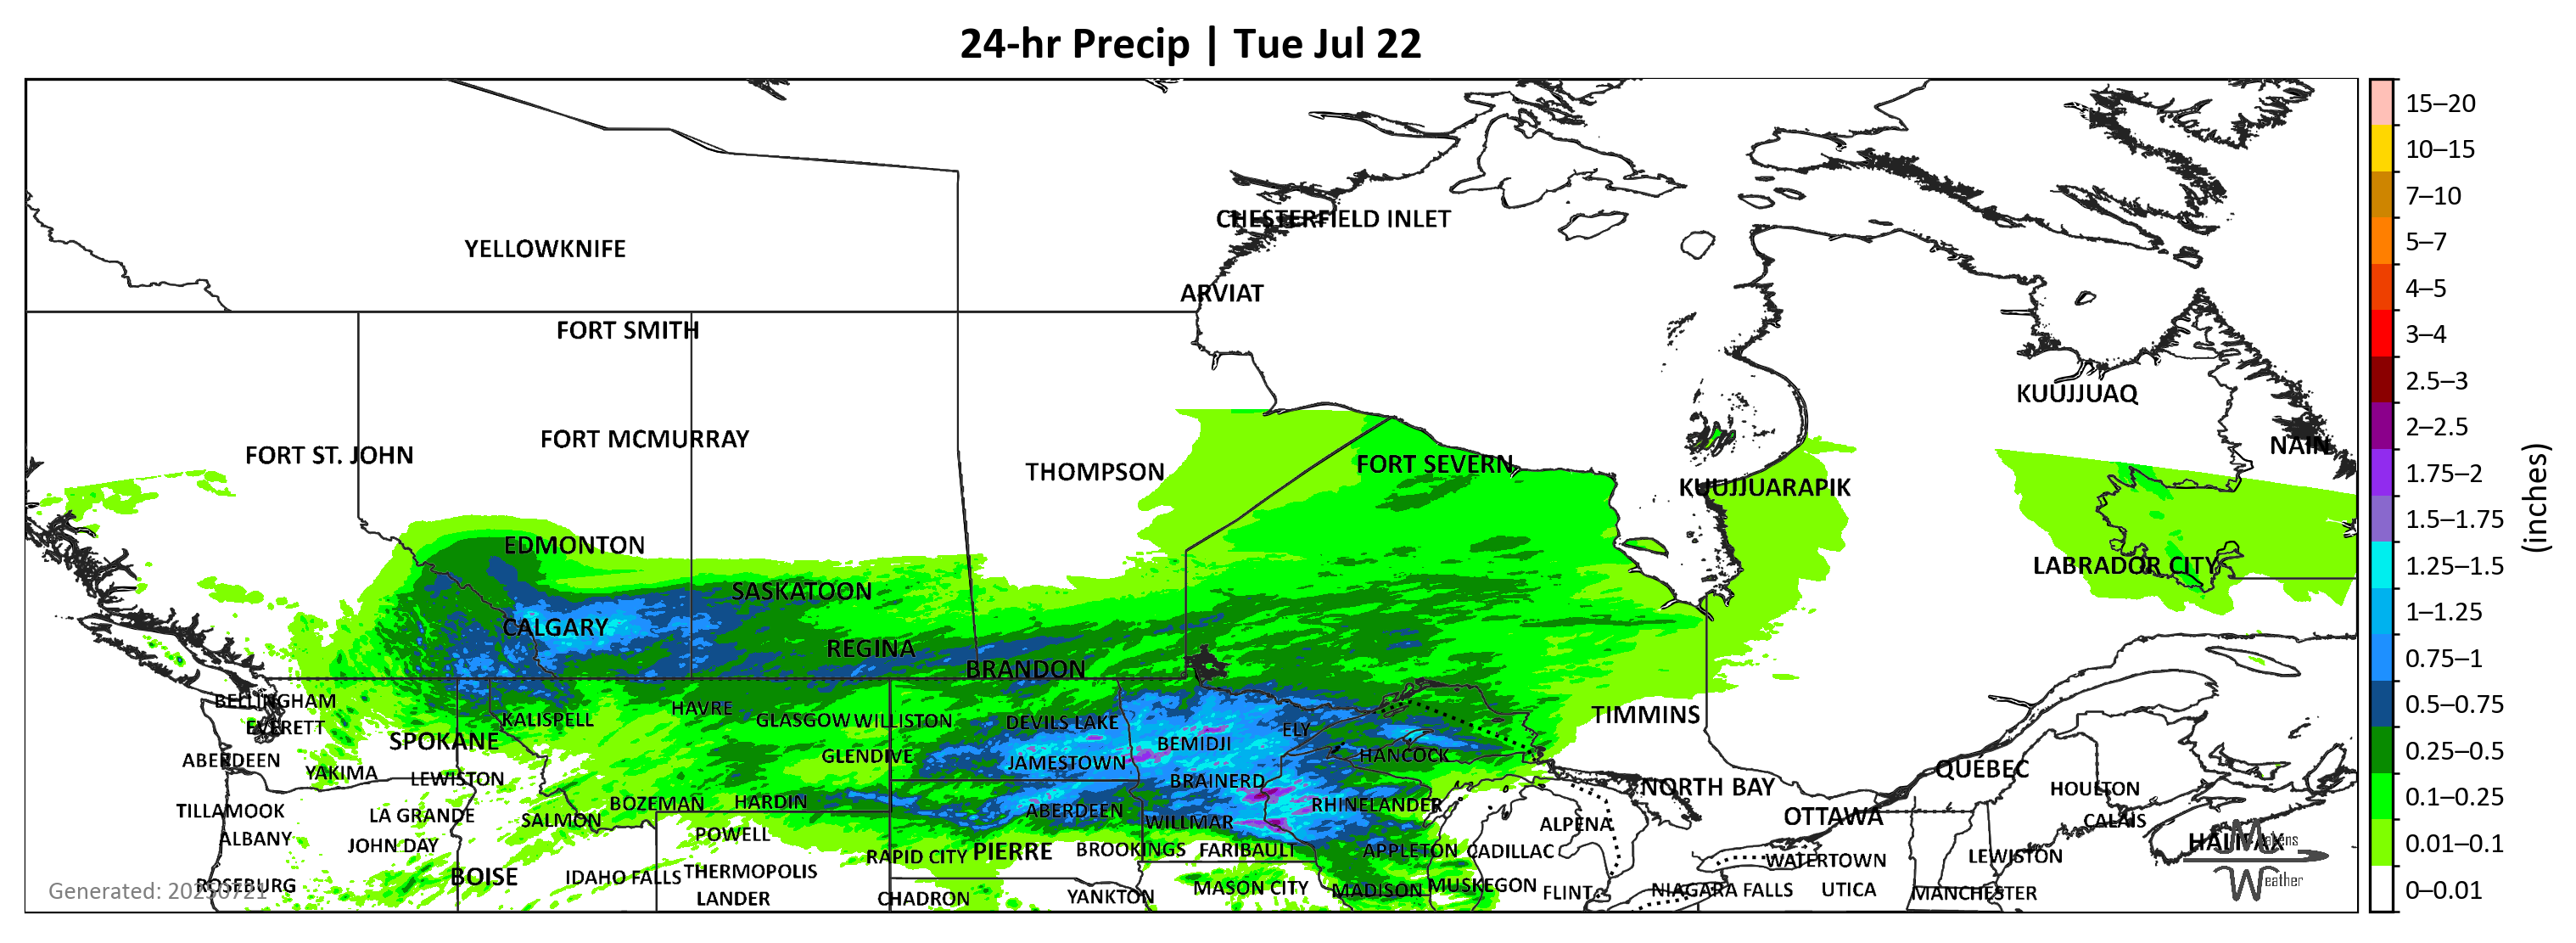 24-hr Precip | Tue Jul 22
15–20
10–15
7–10
5–7
4–5
3–4
2.5–3
2–2.5
1.75–2
1.5–1.75
1.25–1.5
1–1.25
0.75–1
0.5–0.75
0.25–0.5
0.1–0.25
0.01–0.1
0–0.01
(inches)
CHESTERFIELD INLET
YELLOWKNIFE
ARVIAT
FORT SMITH
KUUJJUAQ
FORT MCMURRAY
NAIN
FORT ST. JOHN
THOMPSON
FORT SEVERN
KUUJJUARAPIK
EDMONTON
LABRADOR CITY
SASKATOON
CALGARY
REGINA
BRANDON
BELLINGHAM
HAVRE
TIMMINS
KALISPELL
GLASGOW
WILLISTON
DEVILS LAKE
EVERETT
ELY
SPOKANE
BEMIDJI
ABERDEEN
GLENDIVE
JAMESTOWN
HANCOCK
QUÉBEC
YAKIMA
LEWISTON
BRAINERD
NORTH BAY
HOULTON
TILLAMOOK
LA GRANDE
BOZEMAN
HARDIN
ABERDEEN
RHINELANDER
OTTAWA
SALMON
WILLMAR
ALPENA
CALAIS
ALBANY
JOHN DAY
POWELL
HALIFAX
RAPID CITY
PIERRE
BROOKINGS
FARIBAULT
APPLETON
CADILLAC
WATERTOWN
LEWISTON
BOISE
IDAHO FALLS
THERMOPOLIS
ROSEBURG
MASON CITY
MADISON
MUSKEGON
FLINT
NIAGARA FALLS
UTICA
MANCHESTER
LANDER
CHADRON
YANKTON
Generated: 20250721
Makens
Weather